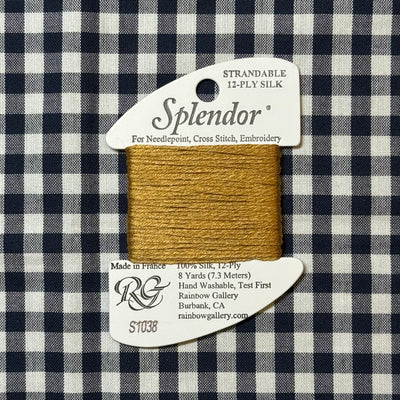 STRANDABLE
12-PLY SILK
Splendor®
For Needlepoint, Cross Stitch, Embroidery
Made in France
100% Silk, 12-Ply
8 Yards (7.3 Meters)
Hand Washable, Test First
Rainbow Gallery
Burbank, CA
rainbowgallery.com
RG
S1038